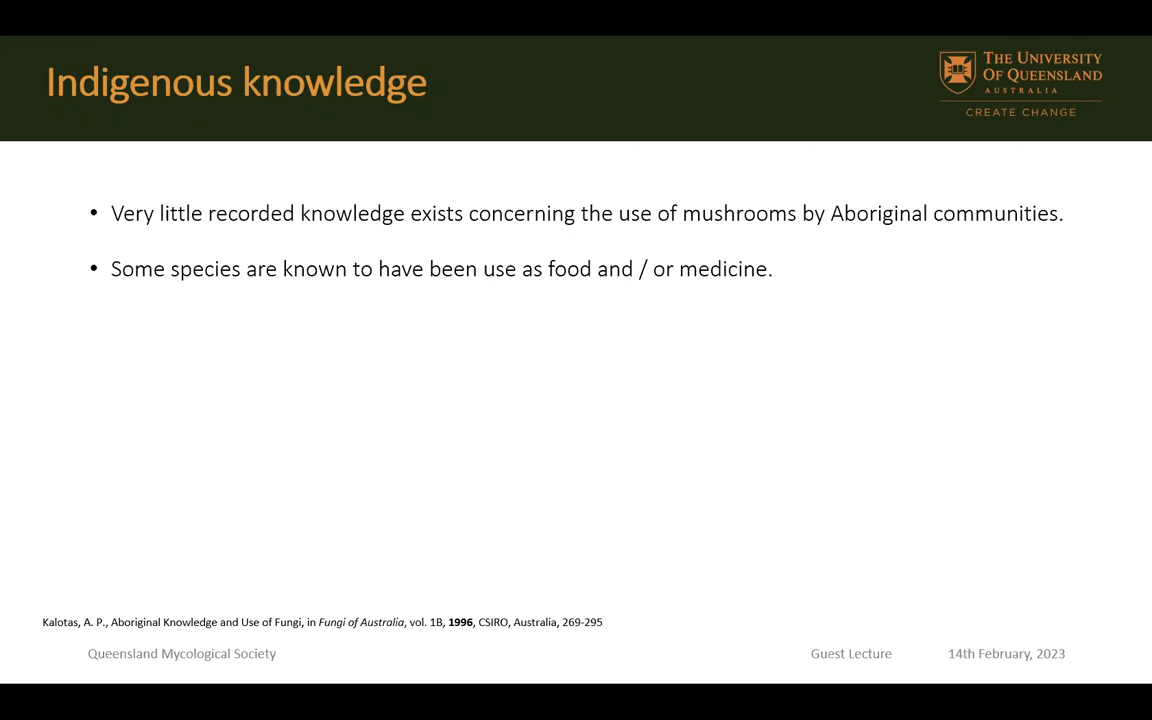 Indigenous knowledge
THE UNIVERSITY
OF QUEENSLAND
AUSTRALIA
CREATE CHANGE
• Very little recorded knowledge exists concerning the use of mushrooms by Aboriginal communities.
• Some species are known to have been use as food and / or medicine.
Kalotas, A. P., Aboriginal Knowledge and Use of Fungi, in Fungi of Australia, vol. 1B, 1996, CSIRO, Australia, 269-295
Queensland Mycological Society Guest Lecture 14th February, 2023